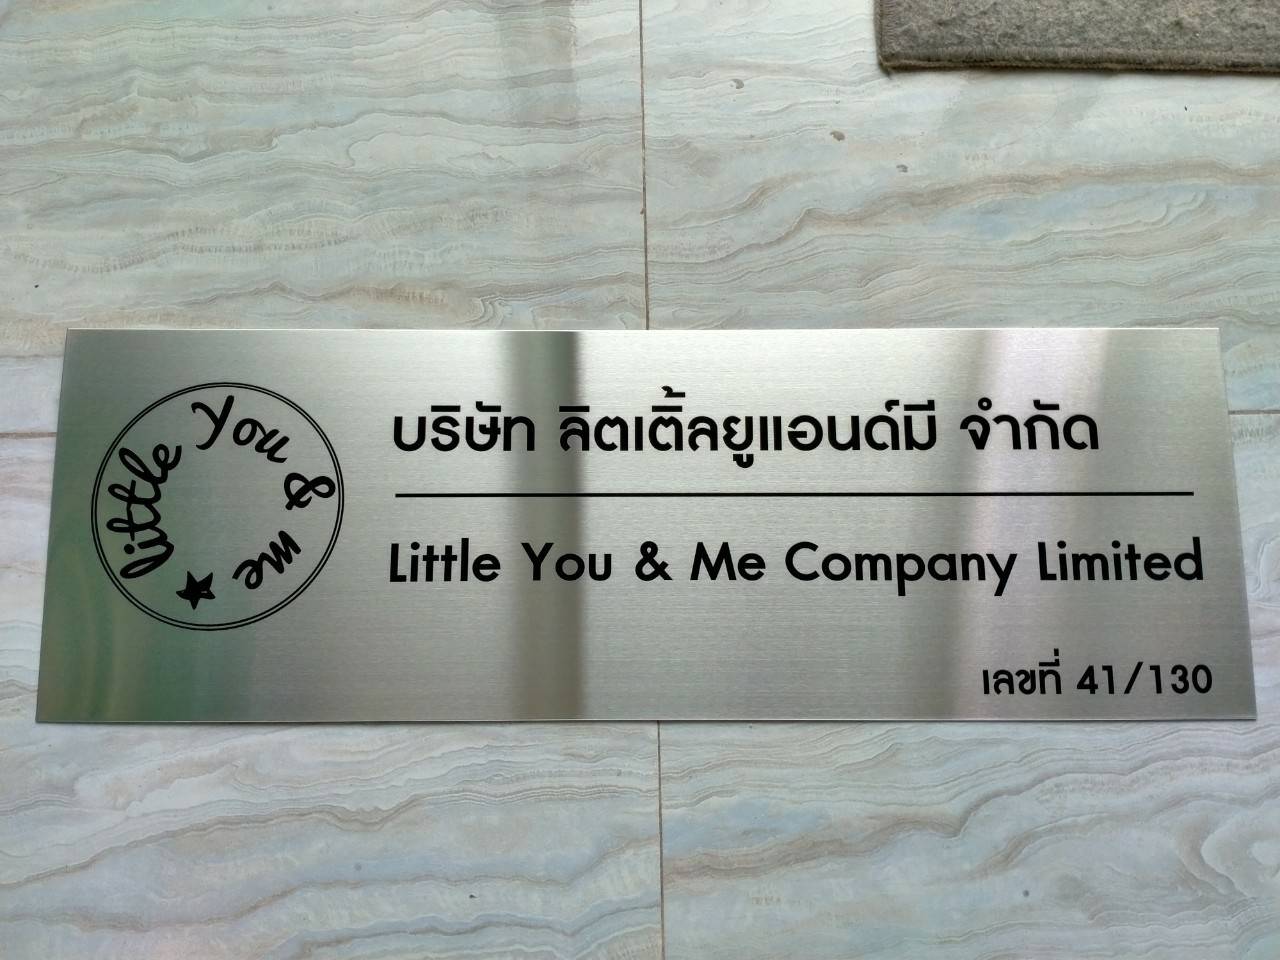 little You & me
บริษัท ลิตเติ้ลยูแอนด์มี จำกัด
Little You & Me Company Limited
เลขที่ 41/130